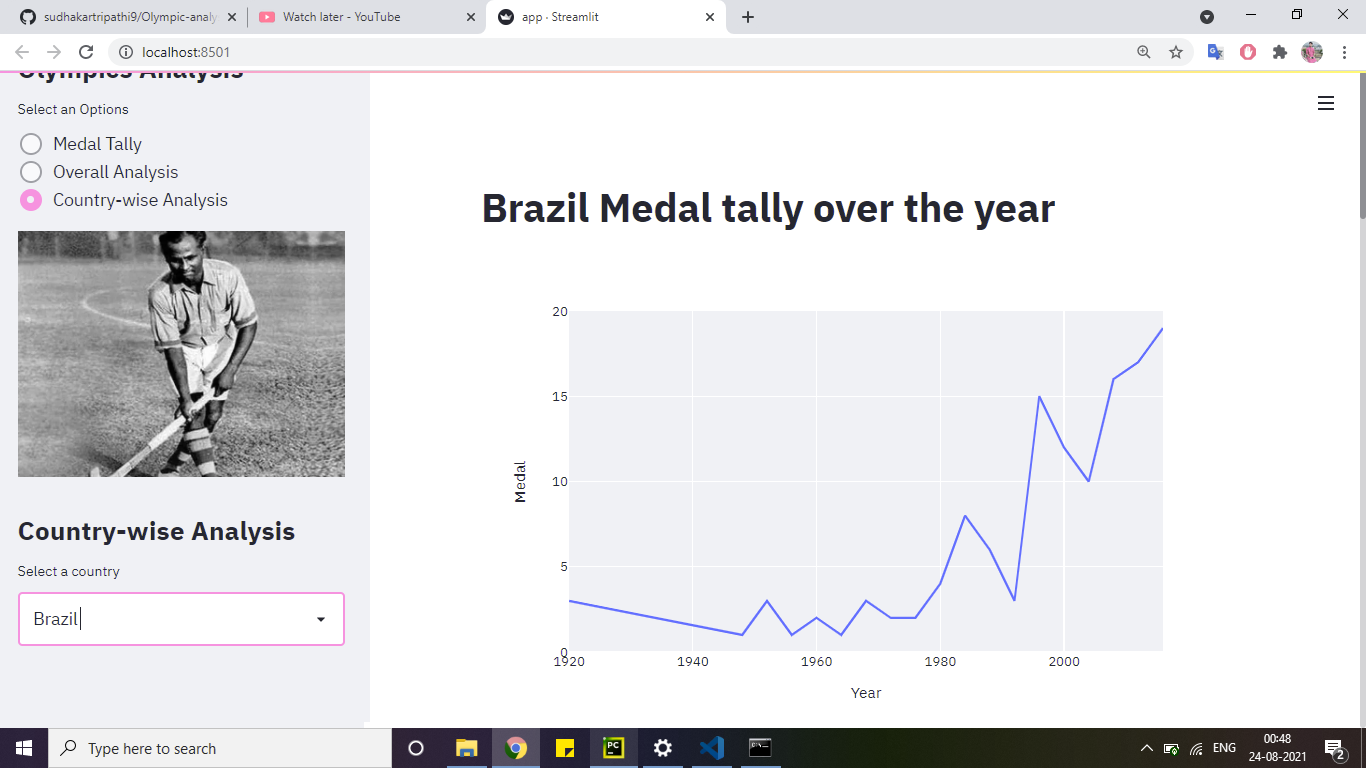 sudhakartripathi9/Olympic-analy
Watch later - YouTube
app · Streamlit
localhost:8501
Olympics Analysis
Select an Options
Medal Tally
Overall Analysis
Country-wise Analysis
Country-wise Analysis
Select a country
Brazil
Brazil Medal tally over the year
20
15
10
5
0
Medal
1920
1940
1960
1980
2000
Year
Type here to search
PC
ENG
00:48
24-08-2021
2